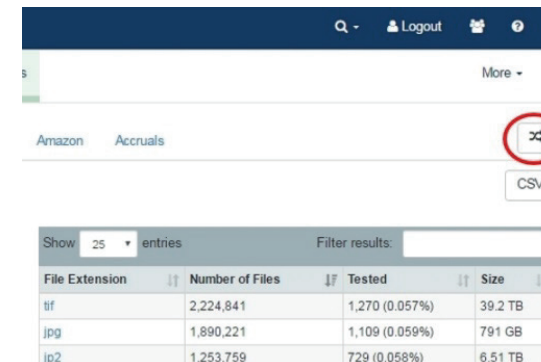 Logout
s
More
Amazon Accruals
CSV
Show 25 entries Filter results:
File Extension Number of Files Tested Size
tif 2,224,841 1,270 (0.057%) 39.2 TB
jpg 1,890,221 1,109 (0.059%) 791 GB
jp2 1,253,759 729 (0.058%) 6.51 TB